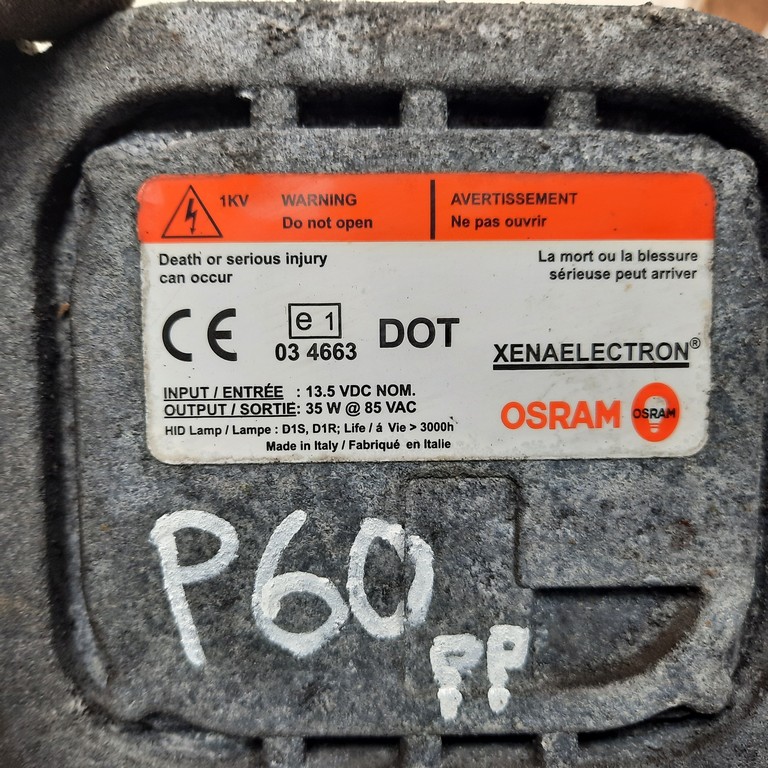 1KV WARNING AVERTISSEMENT
Do not open Ne pas ouvrir
Death or serious injury La mort ou la blessure
can occur sérieuse peut arriver
CE e 1 DOT
03 4663 XENAELECTRON®
INPUT / ENTRÉE : 13.5 VDC NOM.
OUTPUT / SORTIE: 35 W @ 85 VAC
OSRAM OSRAM
HID Lamp / Lampe : D1S, D1R; Life / á Vie > 3000h
Made in Italy / Fabriqué en Italie
P60
PP